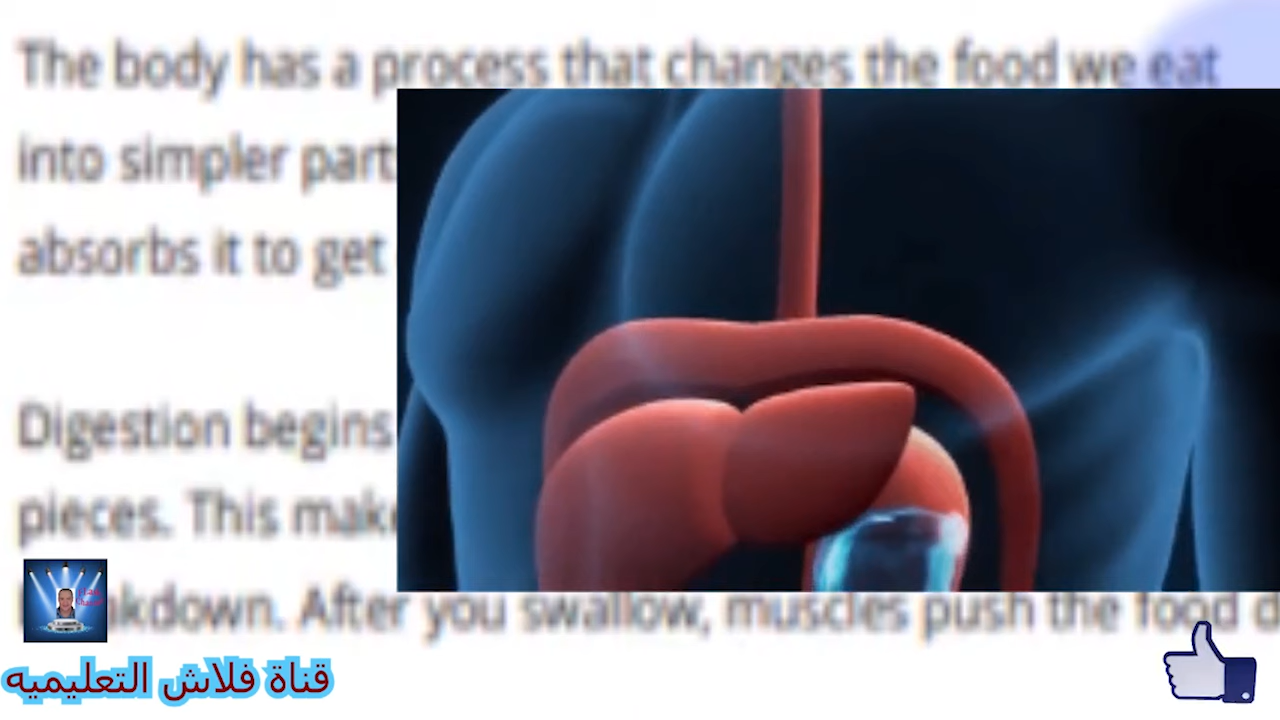 The body has a process that changes the food we eat
into simpler part
absorbs it to get
Digestion begins
pieces. This mak
akdown. After you swallow, muscles push the food d
قناة فلاش التعليميه